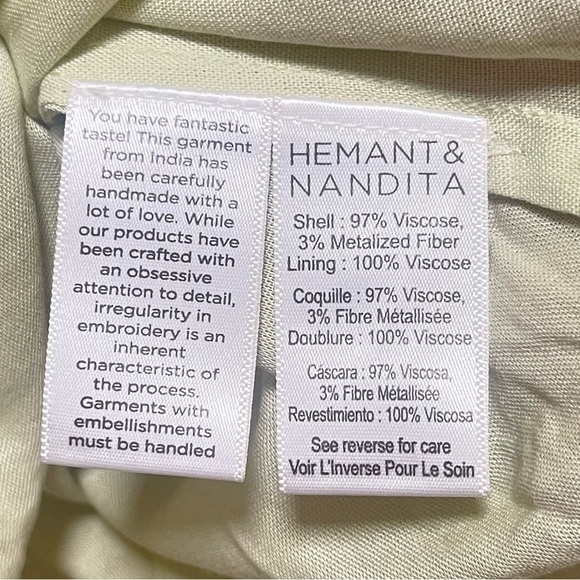 You have fantastic
taste! This garment
from India has
been carefully
handmade with a
lot of love. While
our products have
been crafted with
an obsessive
attention to detail,
irregularity in
embroidery is an
inherent
characteristic of
the process.
Garments with
embellishments
must be handled
HEMANT &
NANDITA
Shell : 97% Viscose,
3% Metalized Fiber
Lining : 100% Viscose
Coquille : 97% Viscose,
3% Fibre Métallisée
Doublure : 100% Viscose
Cáscara : 97% Viscosa,
3% Fibre Métallisée
Revestimiento : 100% Viscosa
See reverse for care
Voir L'Inverse Pour Le Soin